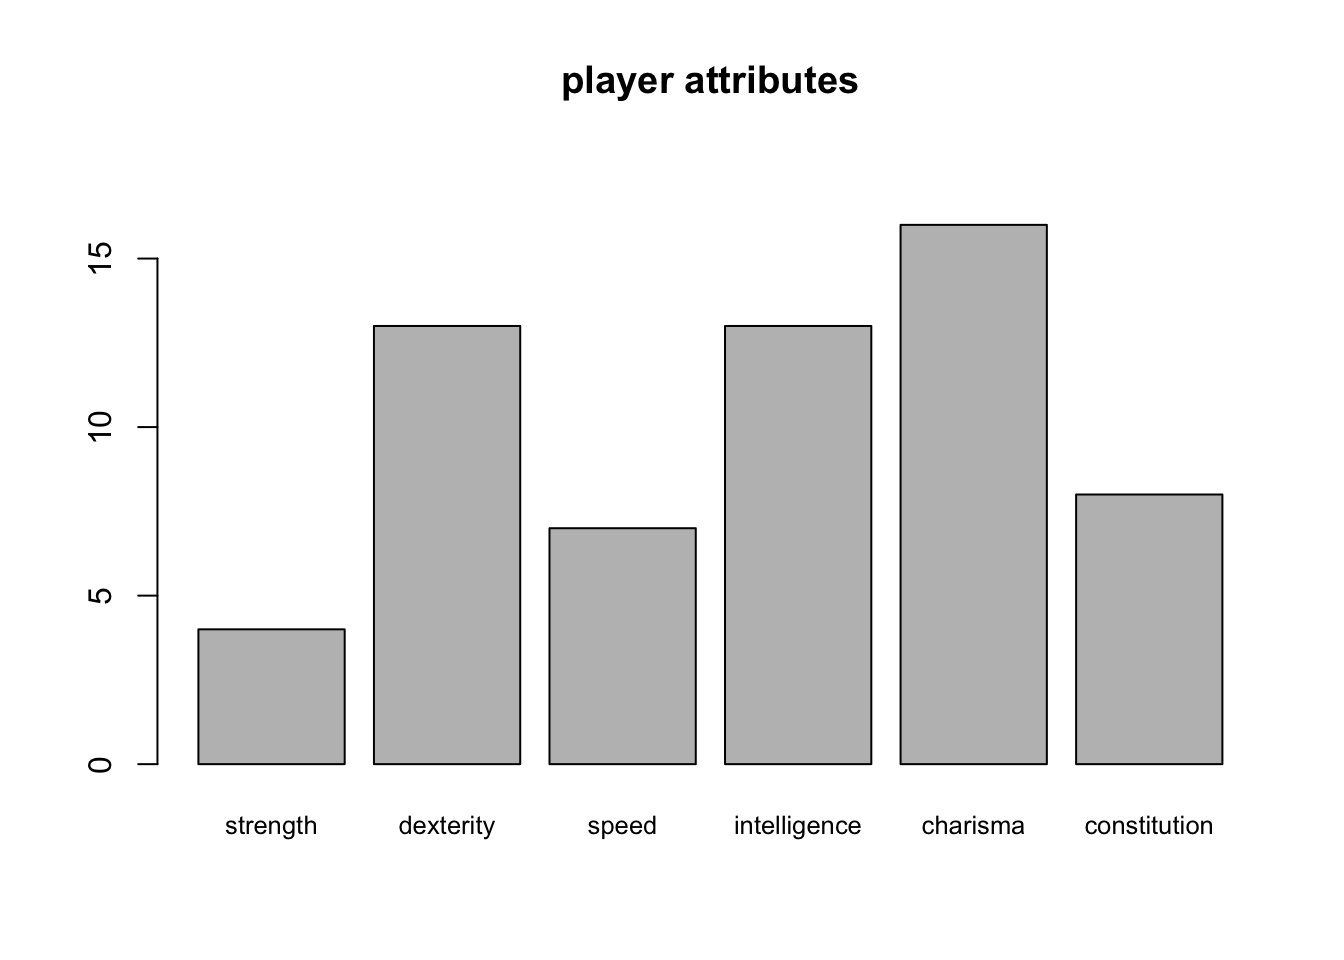 player attributes
15
10
5
0
strength dexterity speed intelligence charisma constitution